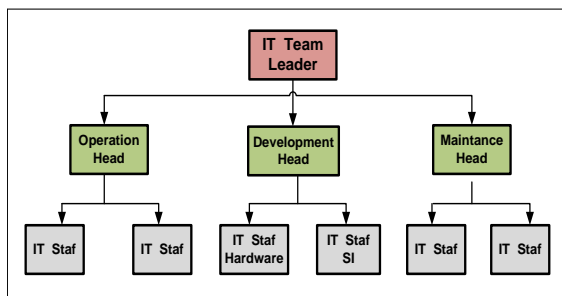 IT Team
Leader
Operation
Head
Development
Head
Maintance
Head
IT Staf
IT Staf
IT Staf
Hardware
IT Staf
SI
IT Staf
IT Staf